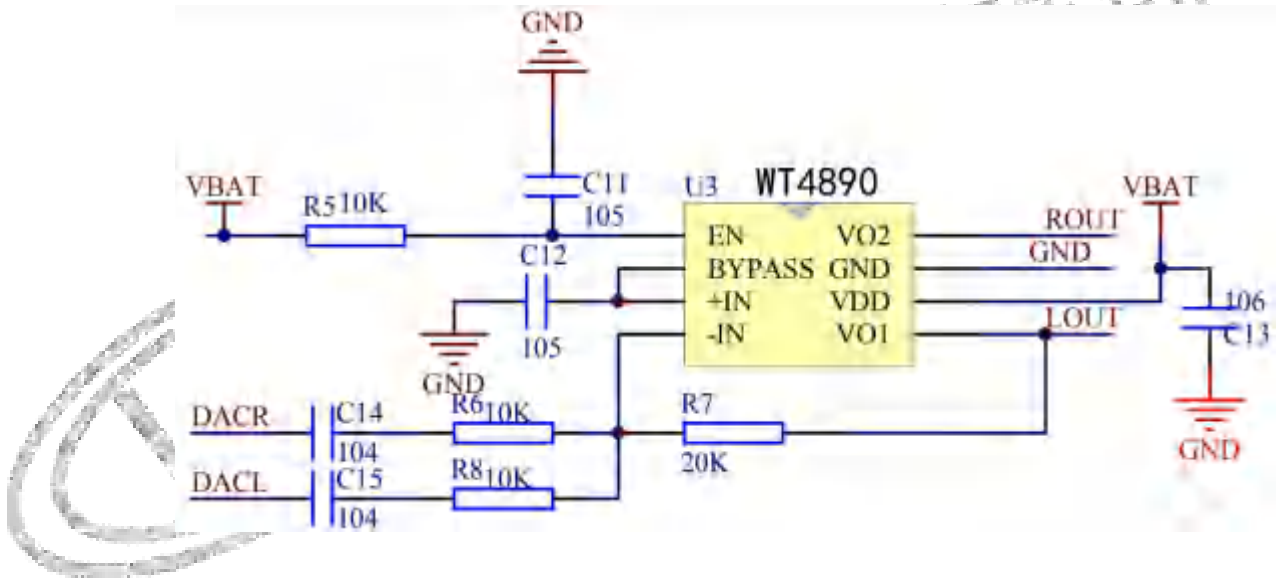 GND
VBAT
R5 10K
C11
105
U3 WT4890
VBAT
EN VO2
BYPASS GND
+IN VDD
-IN VO1
ROUT
GND
LOUT
C12
105
GND
106
C13
GND
DACR
C14
104
R6 10K
R7
20K
DACL
C15
104
R8 10K